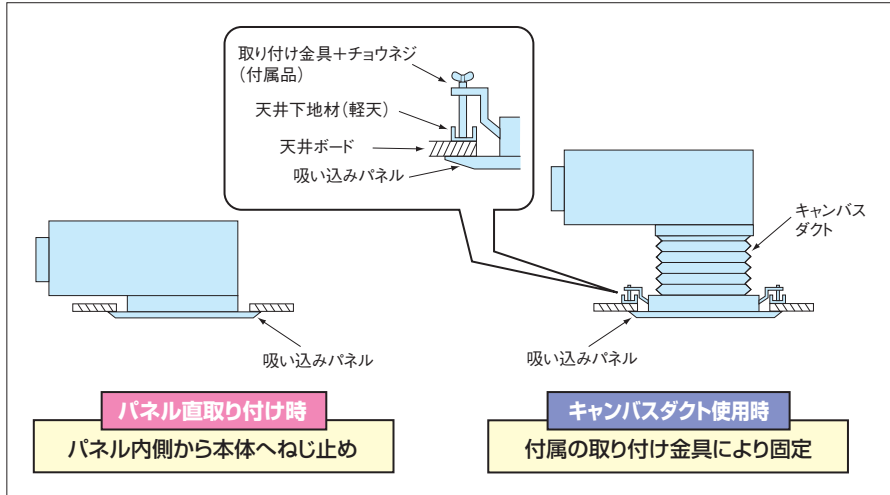 取り付け金具+チョウネジ
(付属品)
天井下地材(軽天)
天井ボード
吸い込みパネル
キャンバス
ダクト
吸い込みパネル
吸い込みパネル
パネル直取り付け時
パネル内側から本体へねじ止め
キャンバスダクト使用時
付属の取り付け金具により固定